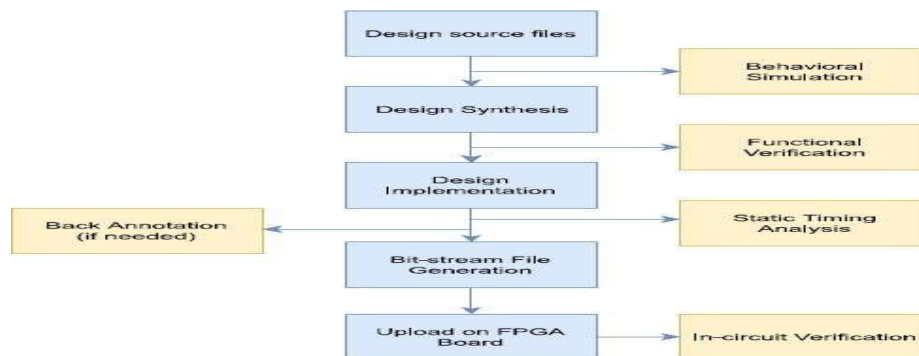 Design source files
Behavioral
Simulation
Design Synthesis
Functional
Verification
Design
Implementation
Back Annotation
(if needed)
Static Timing
Analysis
Bit-stream File
Generation
Upload on FPGA
Board
In-circuit Verification